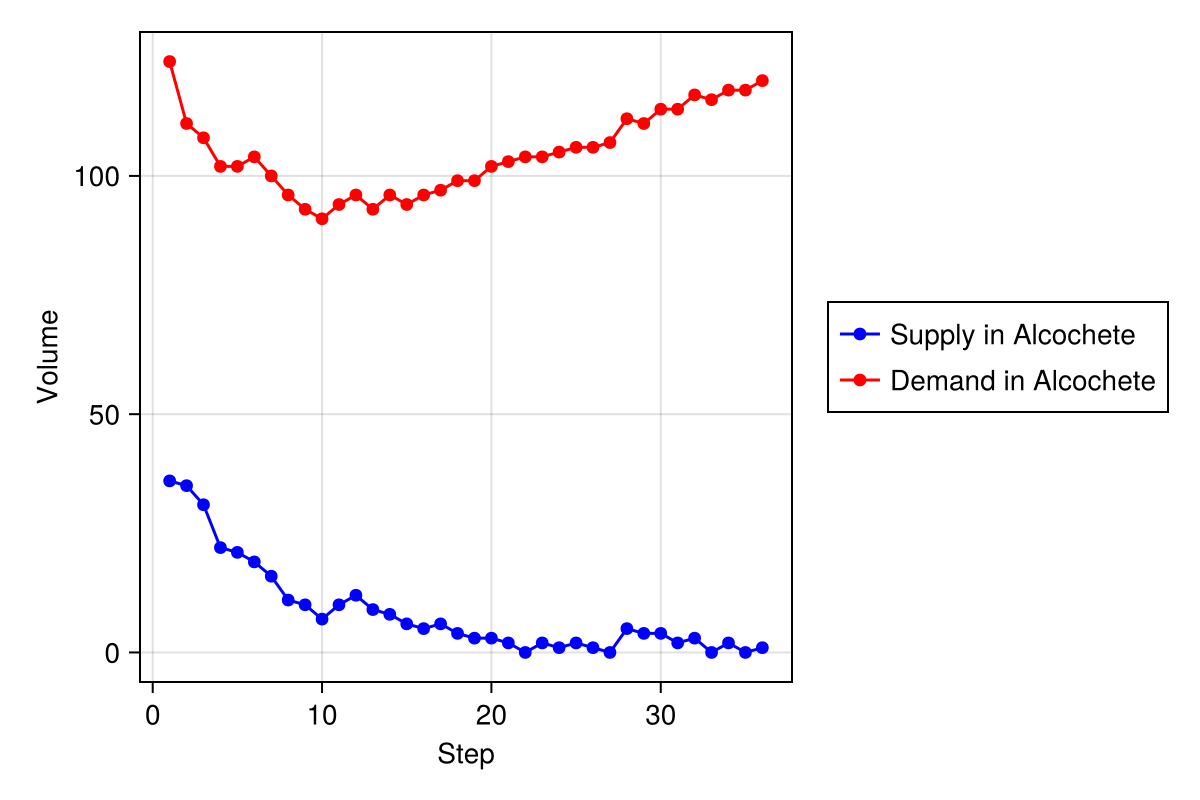 100
50
0
Volume
0 10 20 30
Step
Supply in Alcochete
Demand in Alcochete